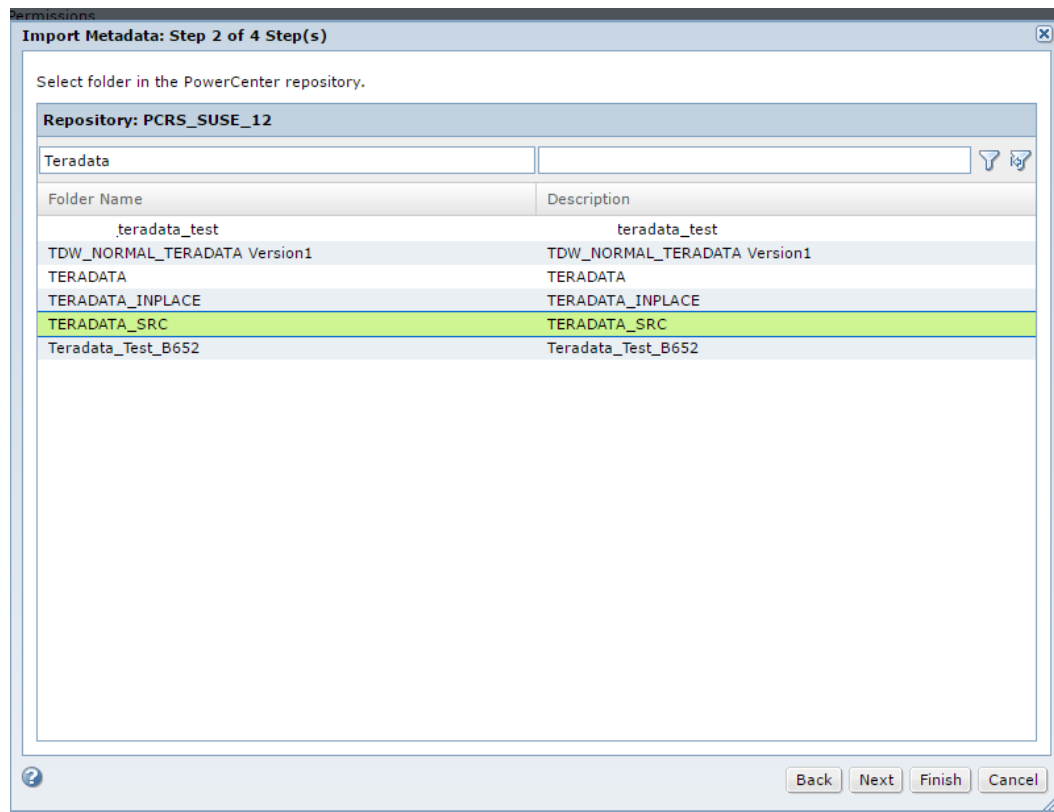 Permissions
Import Metadata: Step 2 of 4 Step(s)
Select folder in the PowerCenter repository.
Repository: PCRS_SUSE_12
Teradata
Folder Name Description
_teradata_test teradata_test
TDW_NORMAL_TERADATA Version1 TDW_NORMAL_TERADATA Version1
TERADATA TERADATA
TERADATA_INPLACE TERADATA_INPLACE
TERADATA_SRC TERADATA_SRC
Teradata_Test_B652 Teradata_Test_B652
? Back Next Finish Cancel